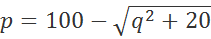 p = 100 − √(q² + 20)